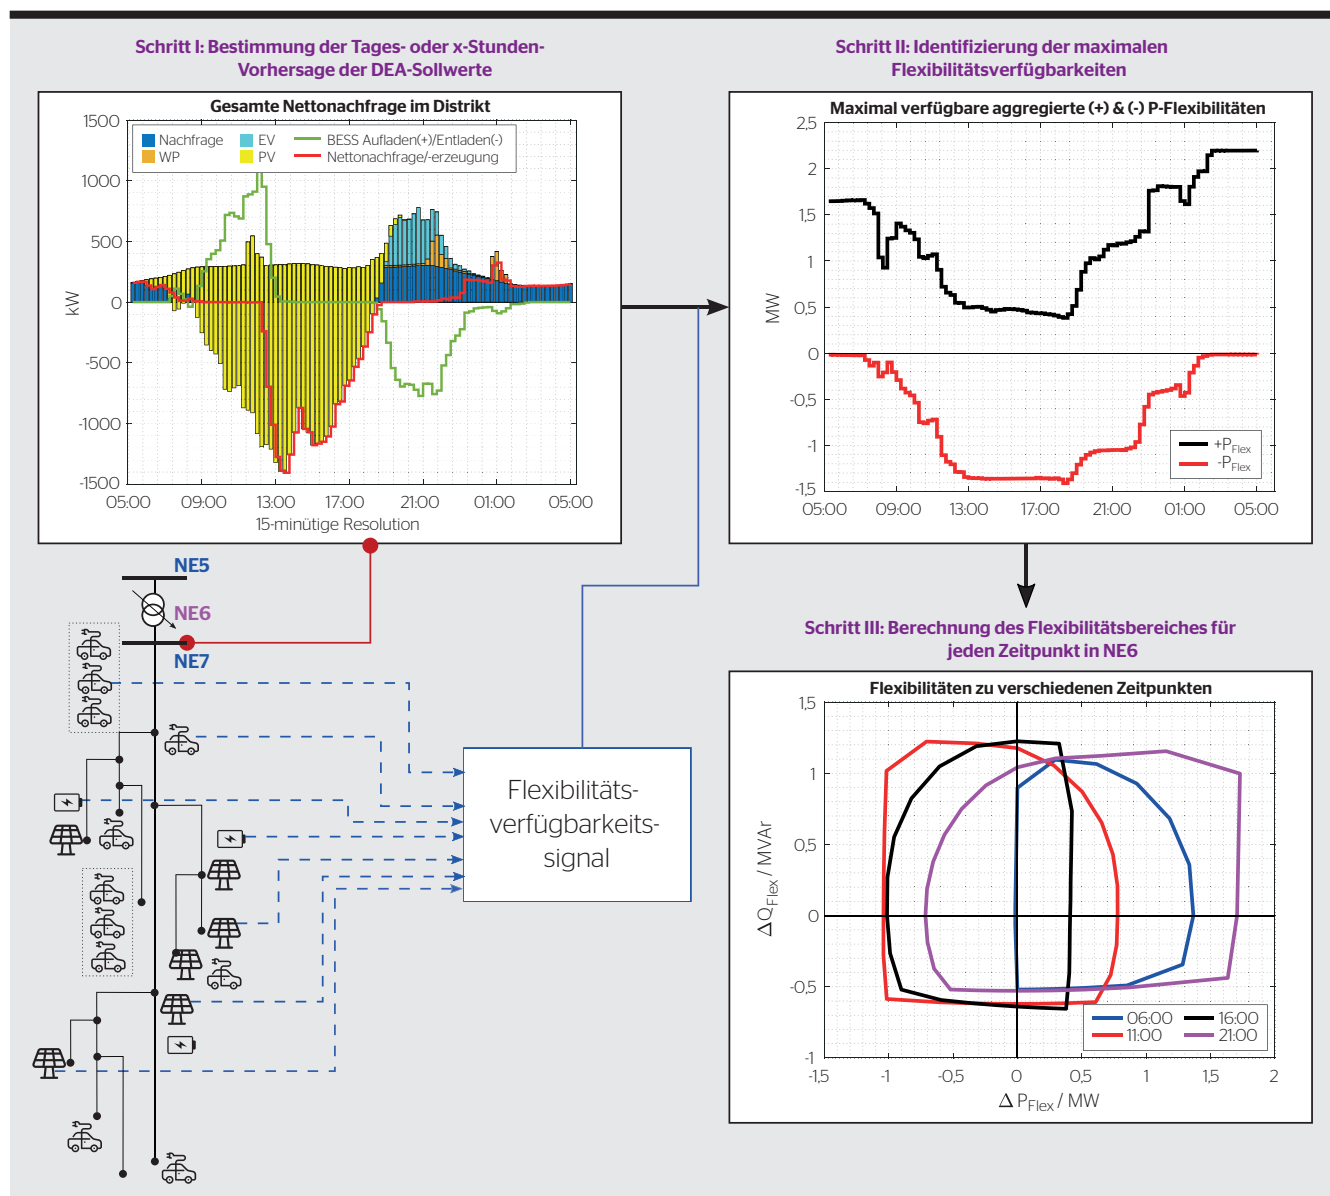 Schritt I: Bestimmung der Tages- oder x-Stunden-
Vorhersage der DEA-Sollwerte
Gesamte Nettonachfrage im Distrikt
Nachfrage
WP
EV
PV
BESS Aufladen(+)/Entladen(-)
Nettonachfrage/-erzeugung
kW
1500
1000
500
0
-500
-1000
-1500
05:00 09:00 13:00 17:00 21:00 01:00 05:00
15-minütige Resolution
Schritt II: Identifizierung der maximalen
Flexibilitätsverfügbarkeiten
Maximal verfügbare aggregierte (+) & (-) P-Flexibilitäten
MW
2,5
2
1,5
1
0,5
0
-0,5
-1
-1,5
+P Flex
-P Flex
05:00 09:00 13:00 17:00 21:00 01:00 05:00
NE5
NE6
NE7
Flexibilitäts-
verfügbarkeits-
signal
Schritt III: Berechnung des Flexibilitätsbereiches für
jeden Zeitpunkt in NE6
Flexibilitäten zu verschiedenen Zeitpunkten
ΔQ Flex / MVAr
1,5
1
0,5
0
-0,5
-1
06:00 16:00
11:00 21:00
-1,5 -1 -0,5 0 0,5 1 1,5 2
Δ P Flex / MW